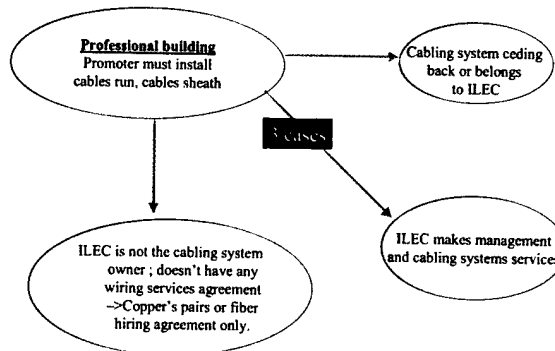 Professional building
Promoter must install
cables run, cables sheath
Cabling system ceding
back or belongs
to ILEC
3 cases
ILEC is not the cabling system
owner ; doesn't have any
wiring services agreement
–>Copper's pairs or fiber
hiring agreement only.
ILEC makes management
and cabling systems service